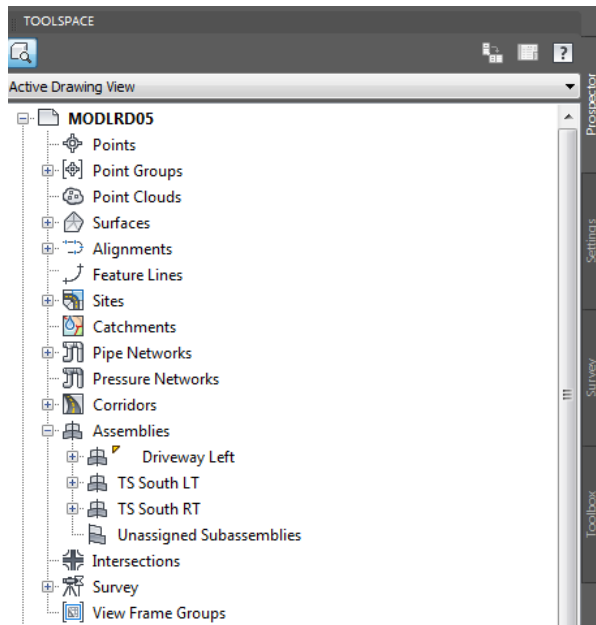 TOOLSPACE
?
Active Drawing View
MODLRD05
Points
Point Groups
Point Clouds
Surfaces
Alignments
Feature Lines
Sites
Catchments
Pipe Networks
Pressure Networks
Corridors
Assemblies
Driveway Left
TS South LT
TS South RT
Unassigned Subassemblies
Intersections
Survey
View Frame Groups
Prospector
Settings
Survey
Toolbox